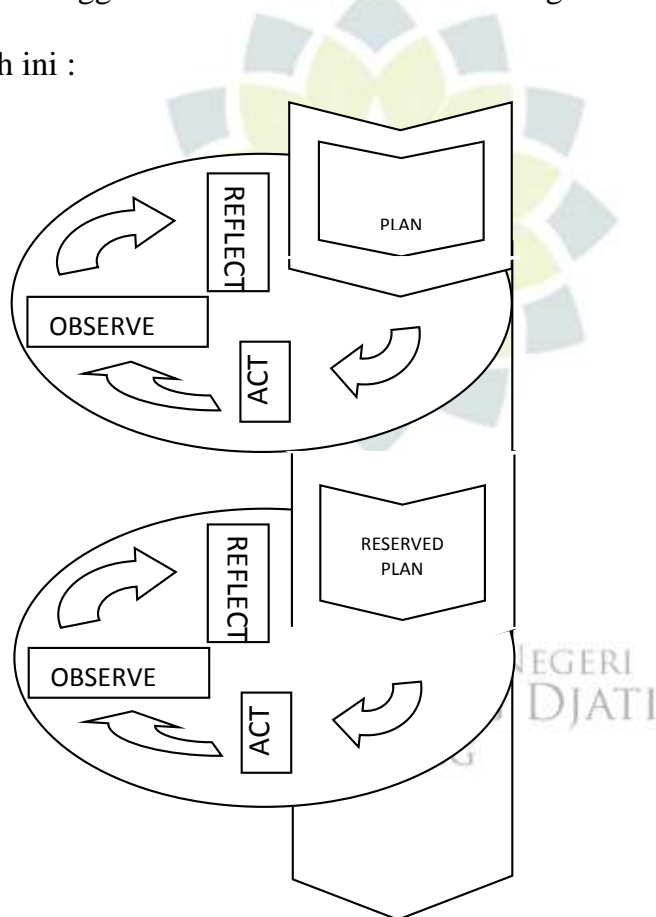 h ini :
PLAN
REFLECT
OBSERVE
ACT
RESERVED
PLAN
REFLECT
OBSERVE
ACT
NEGERI
DJATI
G